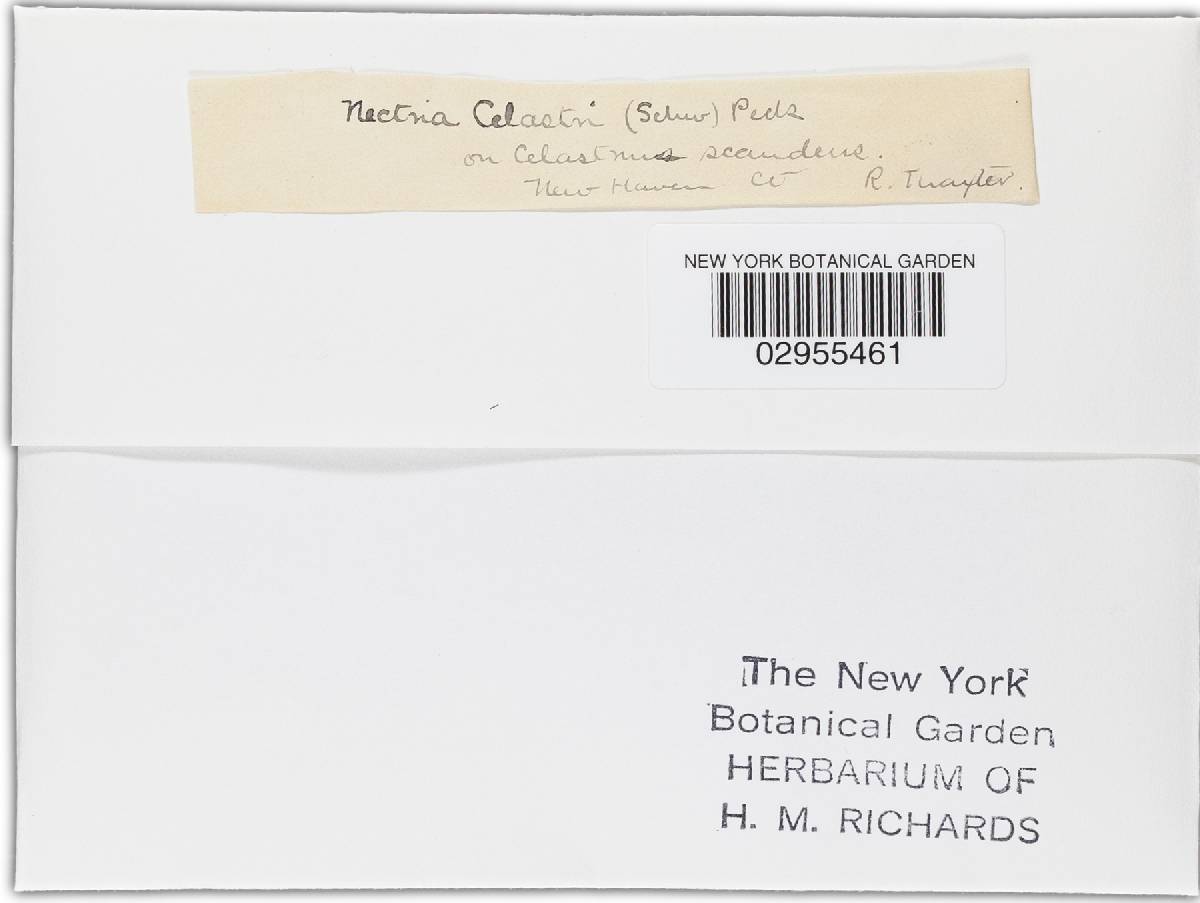 Nectria Celastri (Schw) Peck
on Celastrus scandens.
New Haven Ct R. Thaxter.
NEW YORK BOTANICAL GARDEN
02955461
The New York
Botanical Garden
HERBARIUM OF
H. M. RICHARDS